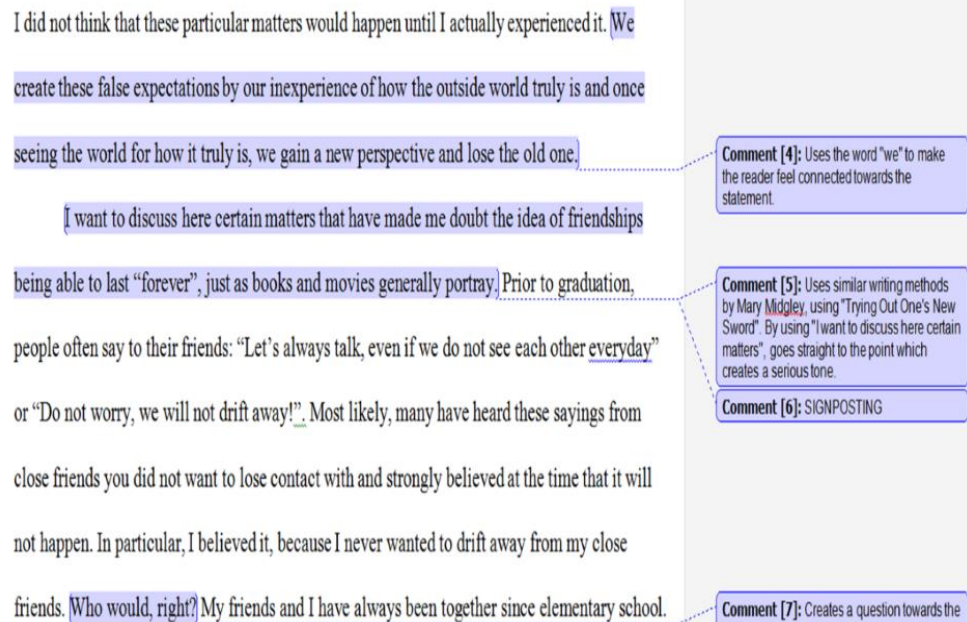 I did not think that these particular matters would happen until I actually experienced it. We
create these false expectations by our inexperience of how the outside world truly is and once
seeing the world for how it truly is, we gain a new perspective and lose the old one.
I want to discuss here certain matters that have made me doubt the idea of friendships
being able to last “forever”, just as books and movies generally portray. Prior to graduation,
people often say to their friends: “Let’s always talk, even if we do not see each other everyday”
or “Do not worry, we will not drift away!”. Most likely, many have heard these sayings from
close friends you did not want to lose contact with and strongly believed at the time that it will
not happen. In particular, I believed it, because I never wanted to drift away from my close
friends. Who would, right? My friends and I have always been together since elementary school.
Comment [4]: Uses the word "we" to make
the reader feel connected towards the
statement.
Comment [5]: Uses similar writing methods
by Mary Midgley, using "Trying Out One's New
Sword". By using "I want to discuss here certain
matters", goes straight to the point which
creates a serious tone.
Comment [6]: SIGNPOSTING
Comment [7]: Creates a question towards the